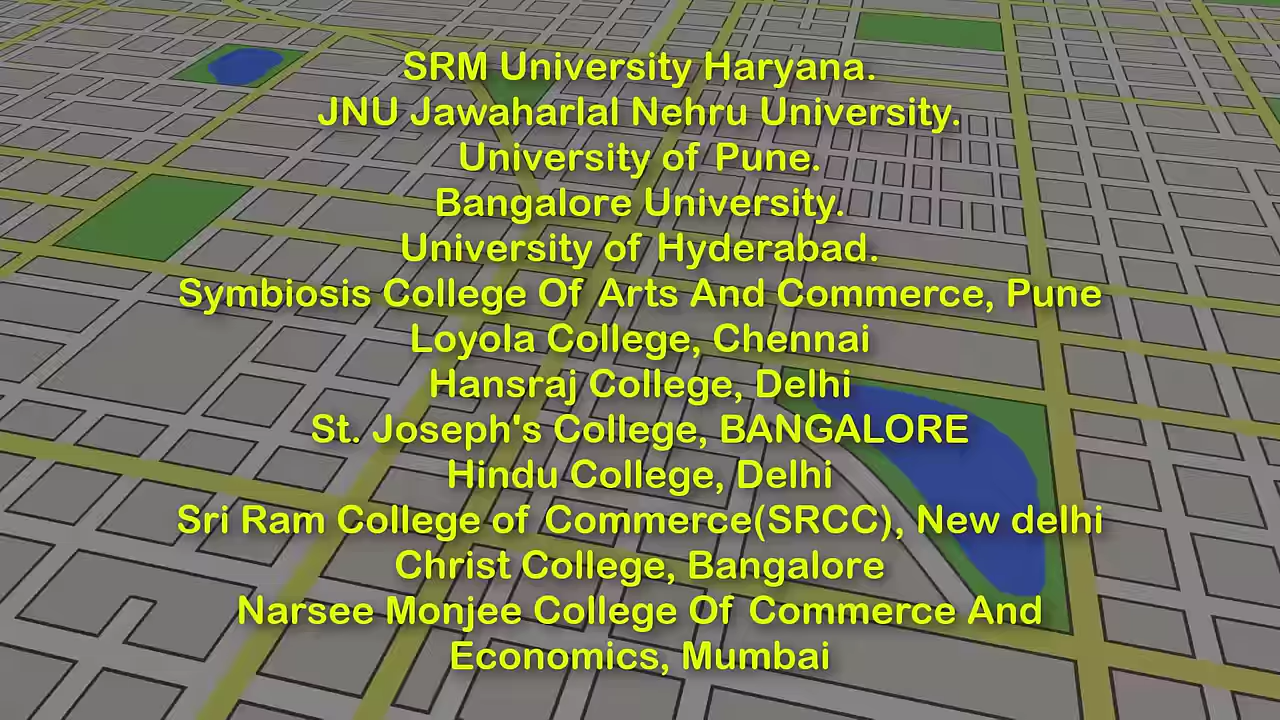 SRM University Haryana.
JNU Jawaharlal Nehru University.
University of Pune.
Bangalore University.
University of Hyderabad.
Symbiosis College Of Arts And Commerce, Pune
Loyola College, Chennai
Hansraj College, Delhi
St. Joseph's College, BANGALORE
Hindu College, Delhi
Sri Ram College of Commerce(SRCC), New delhi
Christ College, Bangalore
Narsee Monjee College Of Commerce And
Economics, Mumbai